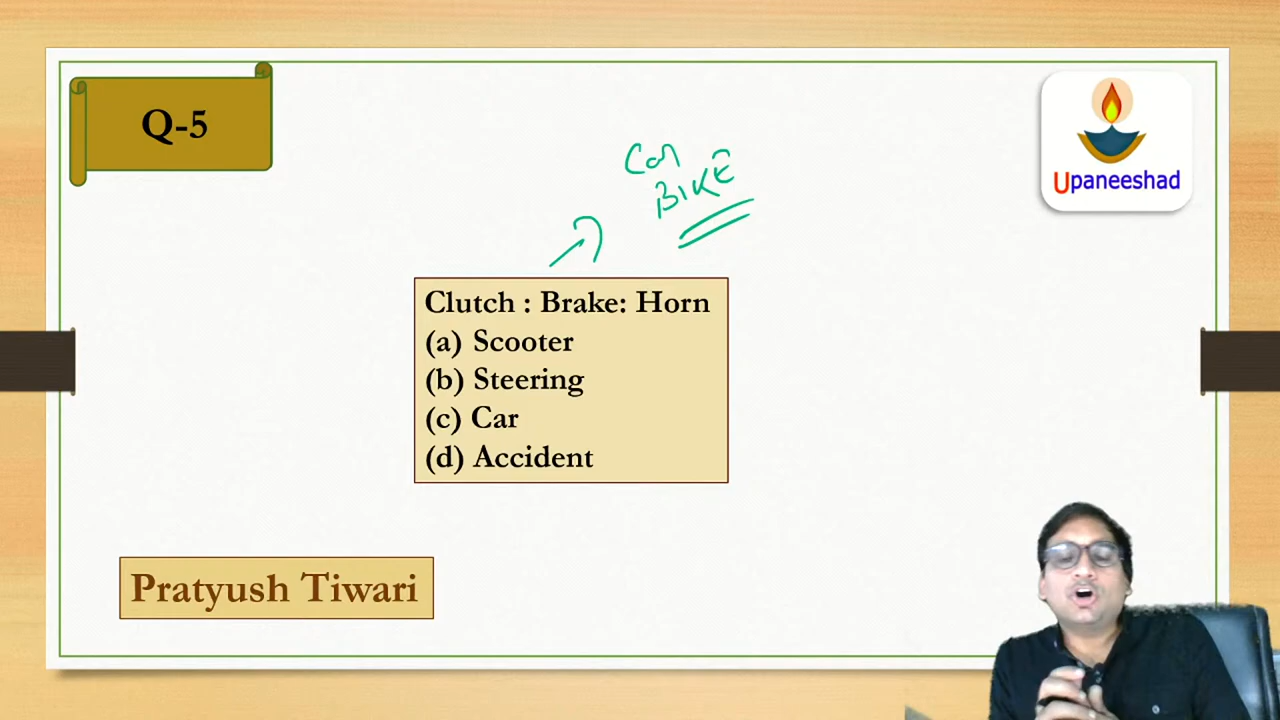 Q-5
Upaneeshad
Car
BIKE
Clutch : Brake: Horn
(a) Scooter
(b) Steering
(c) Car
(d) Accident
Pratyush Tiwari